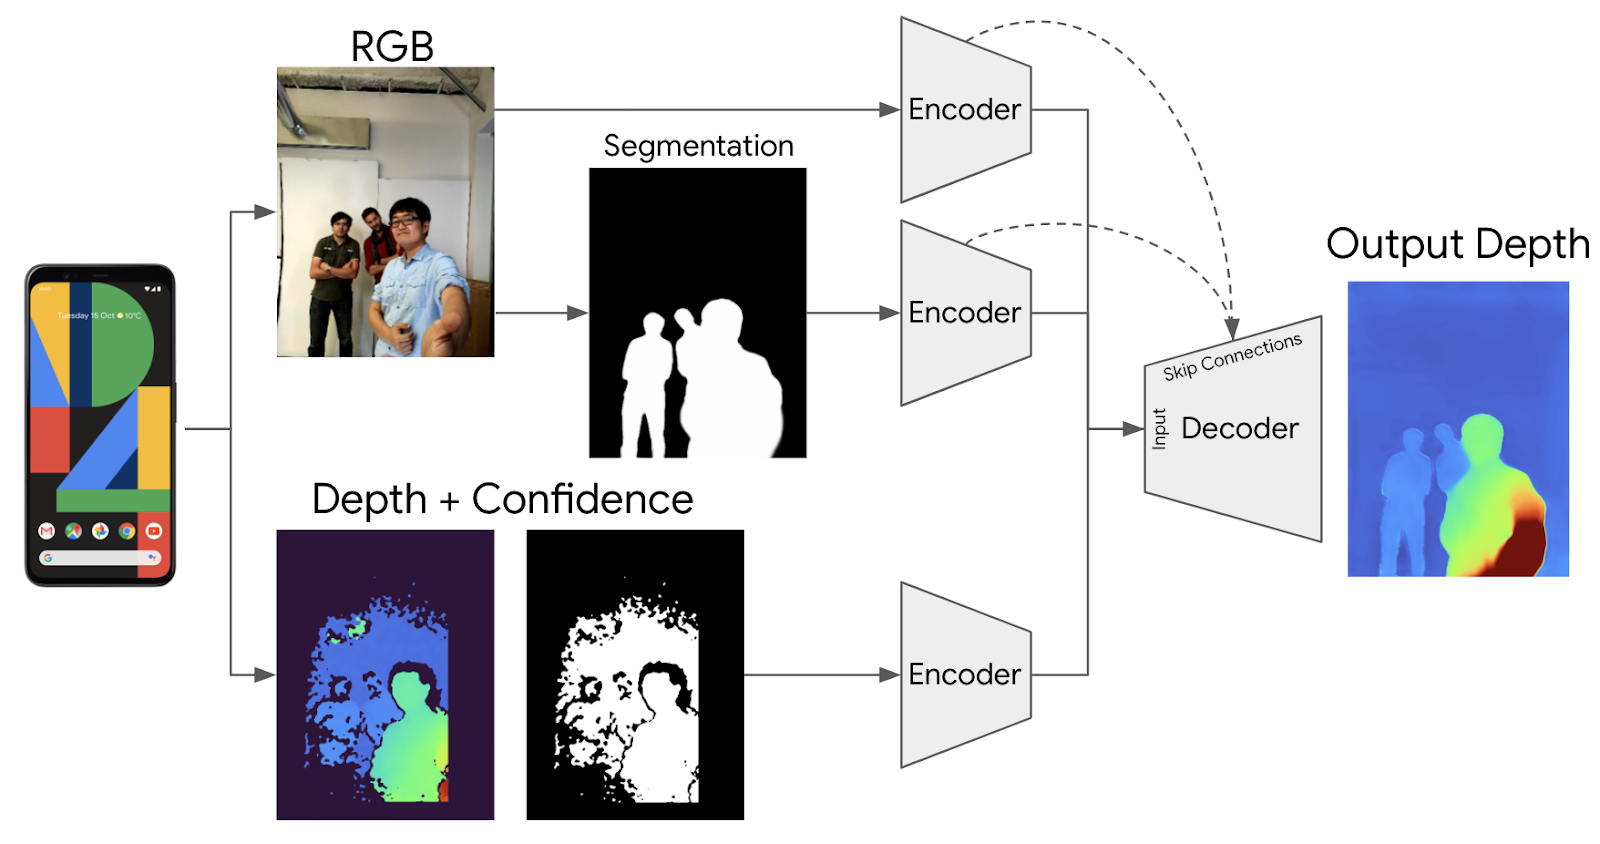 RGB
Segmentation
Encoder
Encoder
Output Depth
Tuesday 15 Oct 10°C
Skip Connections
Input
Decoder
Depth + Confidence
Encoder